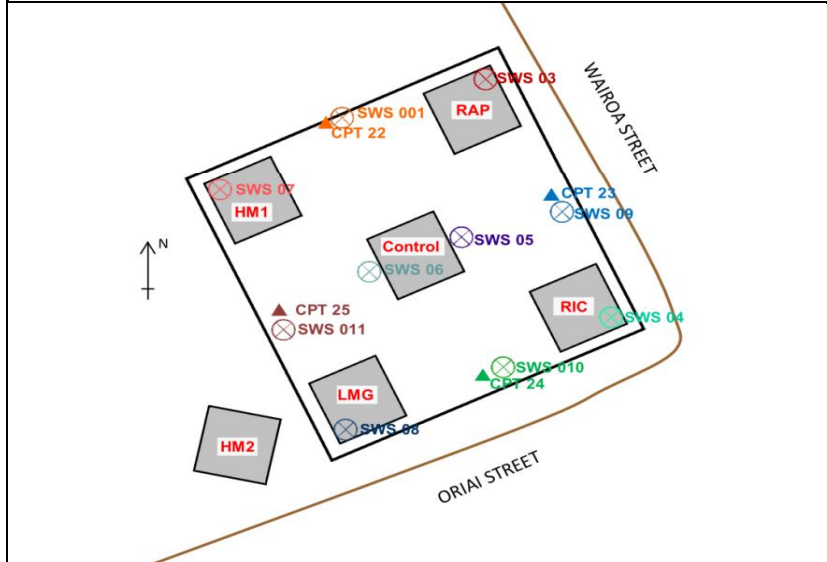 SWS 03
RAP
WAIROA STREET
SWS 001
CPT 22
SWS 07
HM1
CPT 23
SWS 09
SWS 05
Control
SWS 06
N
CPT 25
SWS 011
RIC
SWS 04
SWS 010
CPT 24
LMG
SWS 08
HM2
ORIAI STREET